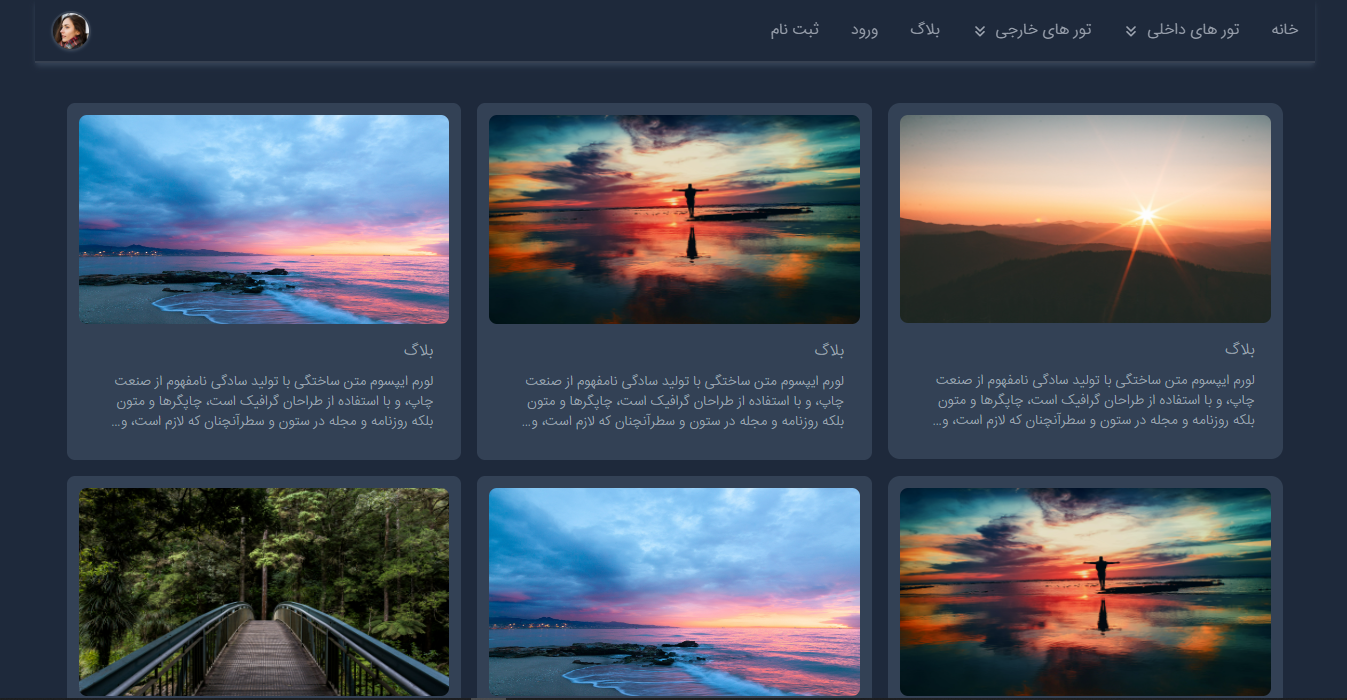 خانه
تور های داخلی
تور های خارجی
بلاگ
ورود
ثبت نام
بلاگ
لورم ایپسوم متن ساختگی با تولید سادگی نامفهوم از صنعت
چاپ، و با استفاده از طراحان گرافیک است، چاپگرها و متون
بلکه روزنامه و مجله در ستون و سطرآنچنان که لازم است، و...
بلاگ
لورم ایپسوم متن ساختگی با تولید سادگی نامفهوم از صنعت
چاپ، و با استفاده از طراحان گرافیک است، چاپگرها و متون
بلکه روزنامه و مجله در ستون و سطرآنچنان که لازم است، و...
بلاگ
لورم ایپسوم متن ساختگی با تولید سادگی نامفهوم از صنعت
چاپ، و با استفاده از طراحان گرافیک است، چاپگرها و متون
بلکه روزنامه و مجله در ستون و سطرآنچنان که لازم است، و...